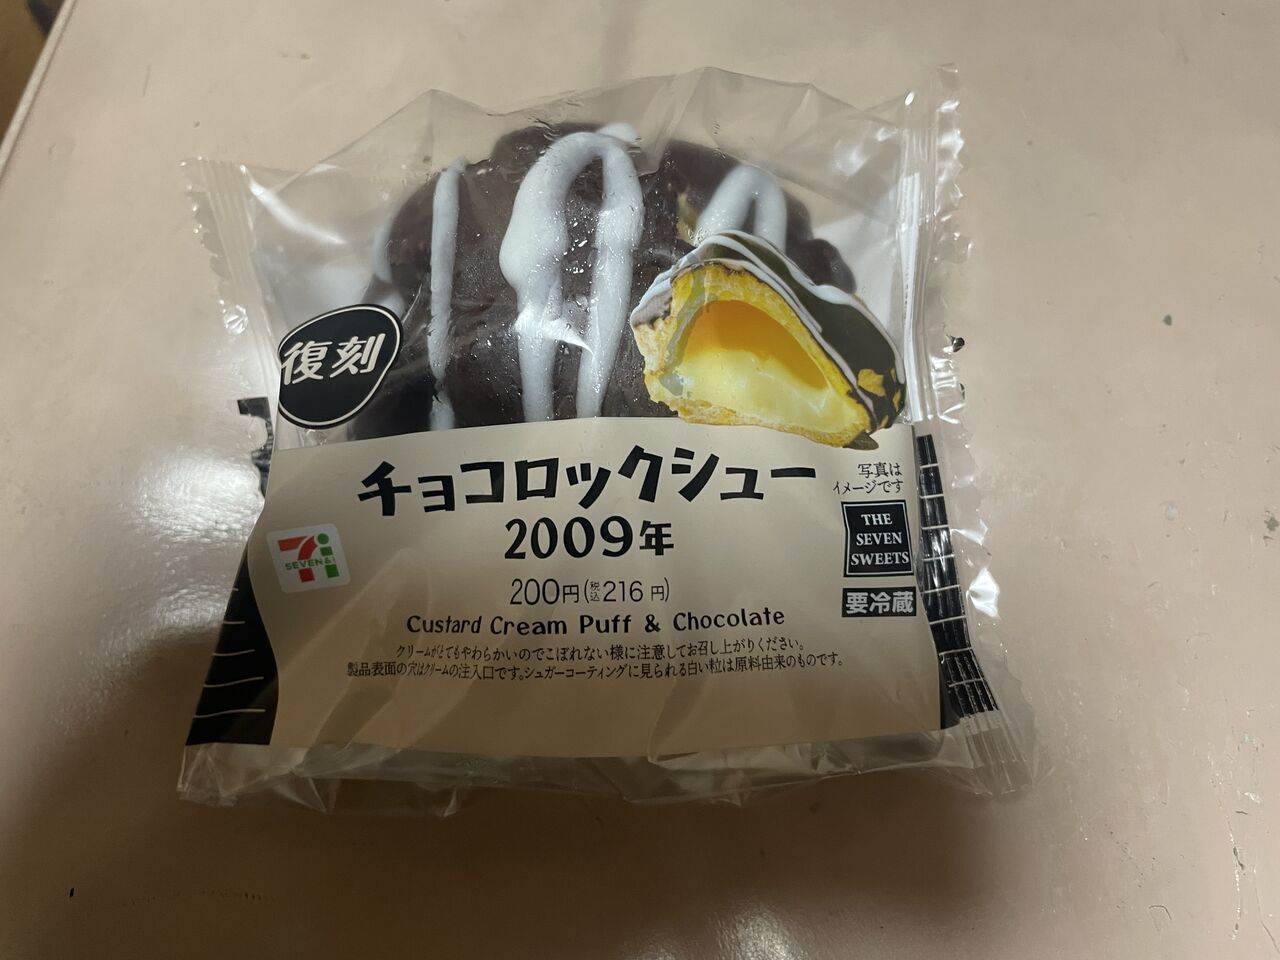 復刻
チョコロックシュー
2009年
写真は
イメージです
THE
SEVEN
SWEETS
要冷蔵
SEVEN & i
200円(税込216円)
Custard Cream Puff & Chocolate
クリームがとてもやわらかいのでこぼれない様に注意してお召し上がりください。
製品表面の穴はクリームの注入口です。シュガーコーティングに見られる白い粒は原料由来のものです。